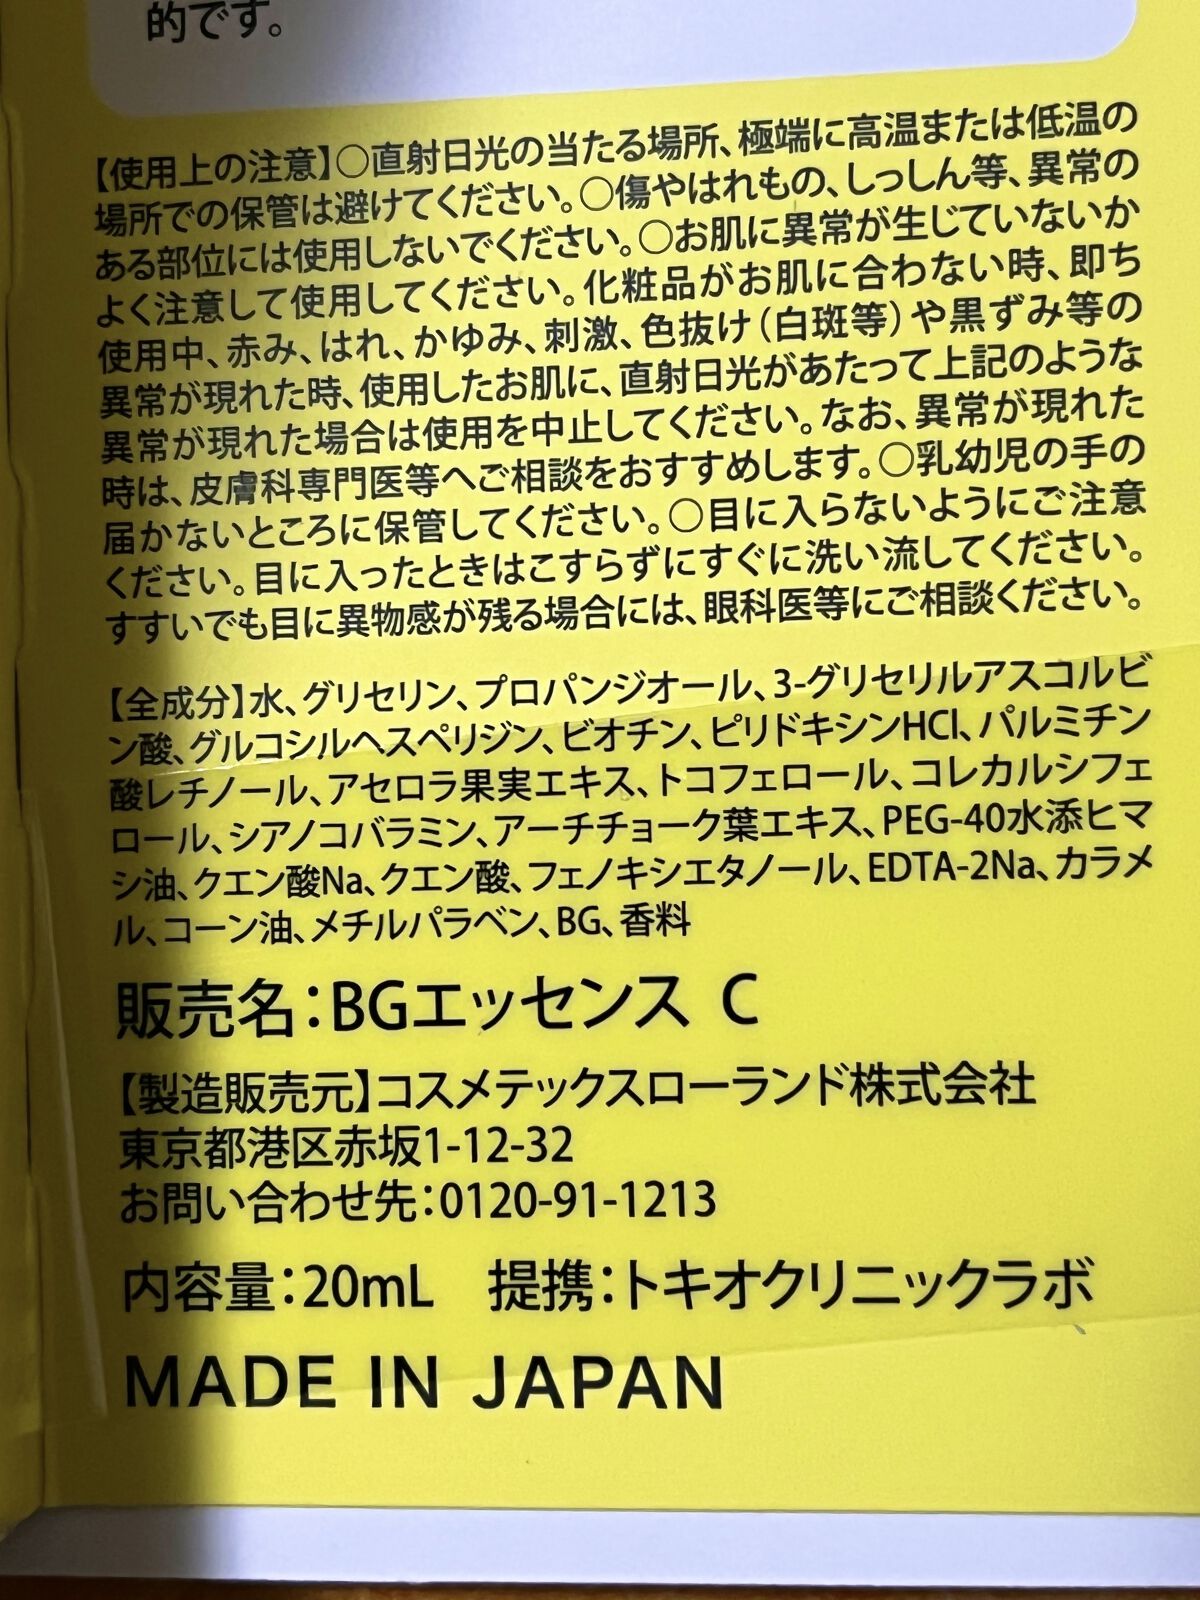 的です。
【使用上の注意】○直射日光の当たる場所、極端に高温または低温の
場所での保管は避けてください。○傷やはれもの、しっしん等、異常の
ある部位には使用しないでください。○お肌に異常が生じていないか
よく注意して使用してください。化粧品がお肌に合わない時、即ち
使用中、赤み、はれ、かゆみ、刺激、色抜け（白斑等）や黒ずみ等の
異常が現れた時、使用したお肌に、直射日光があたって上記のような
異常が現れた場合は使用を中止してください。なお、異常が現れた
時は、皮膚科専門医等へご相談をおすすめします。○乳幼児の手の
届かないところに保管してください。○目に入らないようにご注意
ください。目に入ったときはこすらずにすぐに洗い流してください。
すすいでも目に異物感が残る場合には、眼科医等にご相談ください。
【全成分】水、グリセリン、プロパンジオール、3-グリセリルアスコルビ
ン酸、グルコシルヘスペリジン、ビオチン、ピリドキシンHCl、パルミチン
酸レチノール、アセロラ果実エキス、トコフェロール、コレカルシフェ
ロール、シアノコバラミン、アーチチョーク葉エキス、PEG-40水添ヒマ
シ油、クエン酸Na、クエン酸、フェノキシエタノール、EDTA-2Na、カラメ
ル、コーン油、メチルパラベン、BG、香料
販売名：BGエッセンス C
【製造販売元】コスメテックスローランド株式会社
東京都港区赤坂1-12-32
お問い合わせ先：0120-91-1213
内容量：20mL 提携：トキオクリニックラボ
MADE IN JAPAN